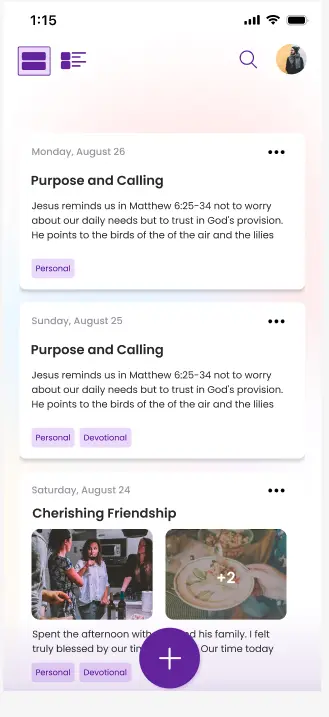 1:15
Monday, August 26
Purpose and Calling
Jesus reminds us in Matthew 6:25-34 not to worry
about our daily needs but to trust in God's provision.
He points to the birds of the of the air and the lilies
Personal
Sunday, August 25
Purpose and Calling
Jesus reminds us in Matthew 6:25-34 not to worry
about our daily needs but to trust in God's provision.
He points to the birds of the of the air and the lilies
Personal Devotional
Saturday, August 24
Cherishing Friendship
+2
Spent the afternoon with d his family. I felt
truly blessed by our Our time today
Personal Devotional